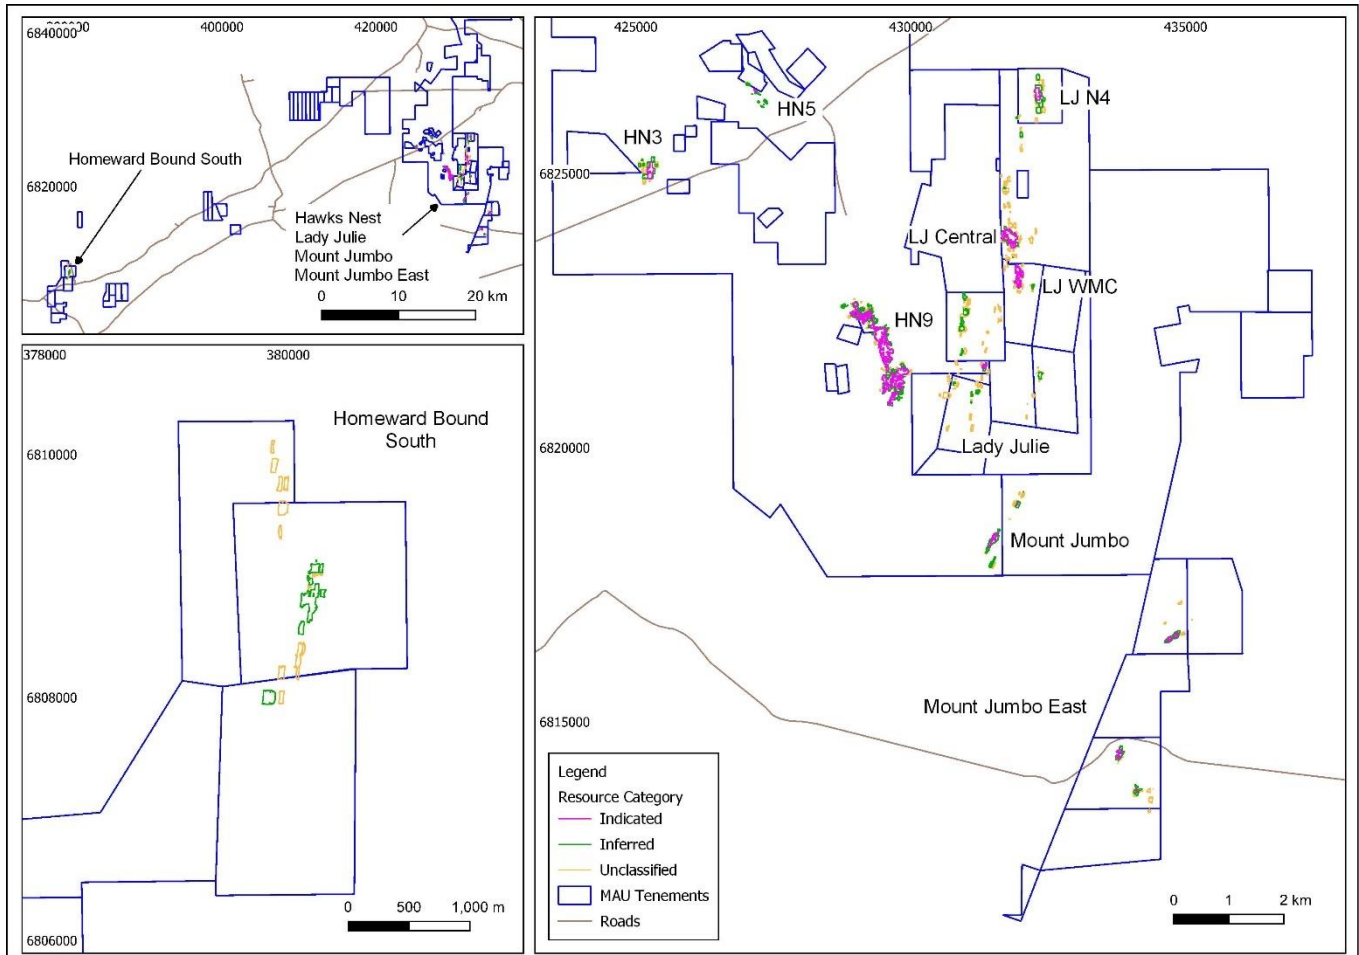 6840000
400000
420000
6820000
Homeward Bound South
Hawks Nest
Lady Julie
Mount Jumbo
Mount Jumbo East
0 10 20 km
378000
380000
6810000
6808000
6806000
Homeward Bound
South
0 500 1,000 m
425000
430000
435000
6825000
6820000
6815000
HN5
HN3
LJ N4
LJ Central
LJ WMC
HN9
Lady Julie
Mount Jumbo
Mount Jumbo East
Legend
Resource Category
Indicated
Inferred
Unclassified
MAU Tenements
Roads
0 1 2 km